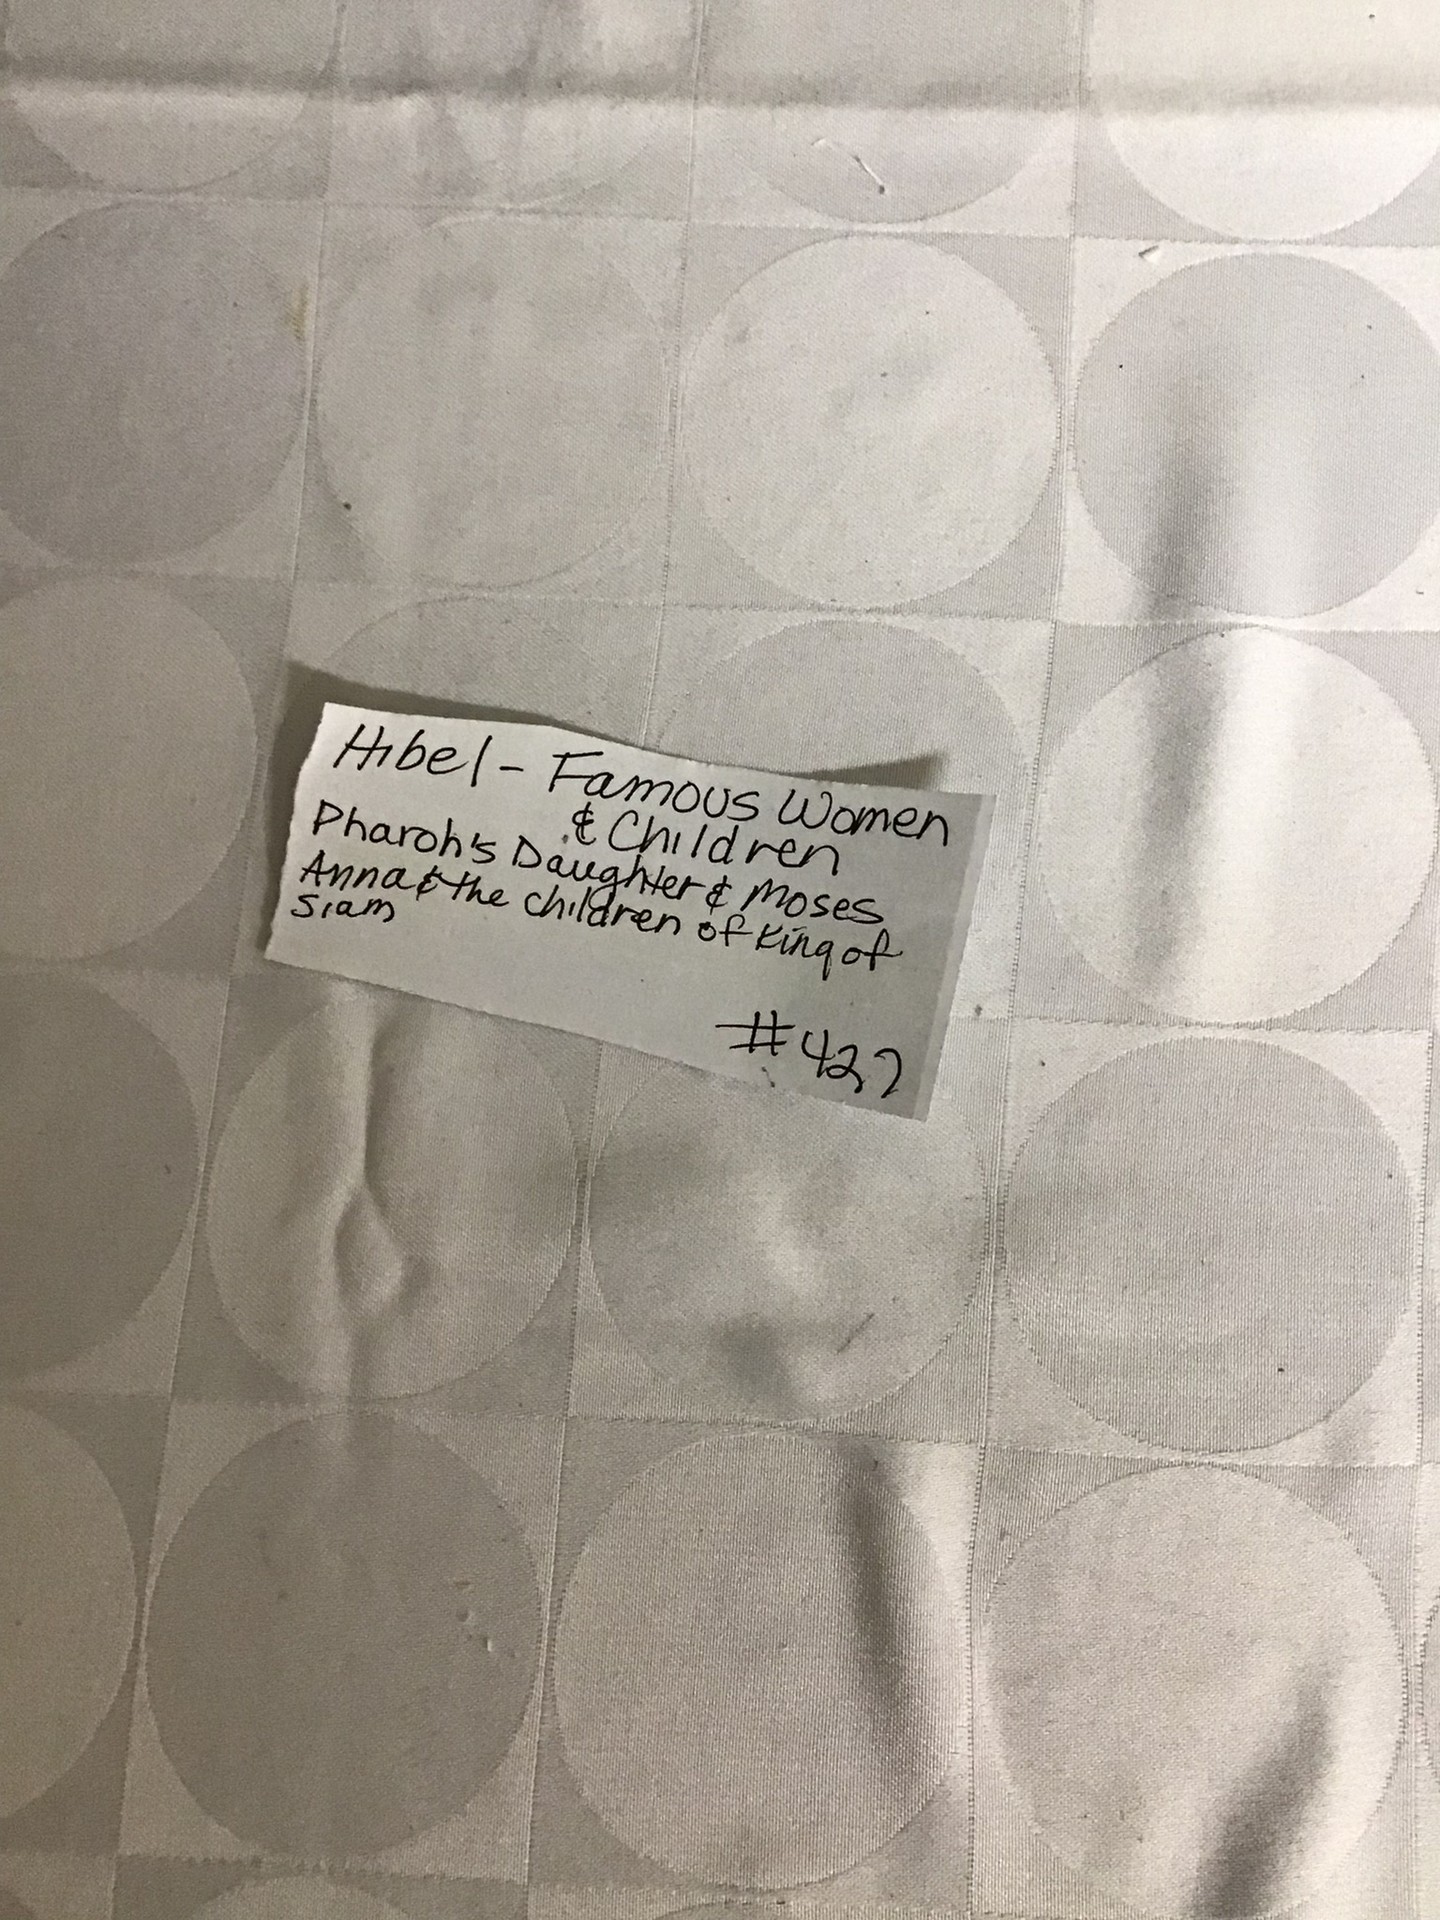 Hibel - Famous Women
& Children
Pharoh's Daughter & Moses
Anna & the children of King of
Siam
#427